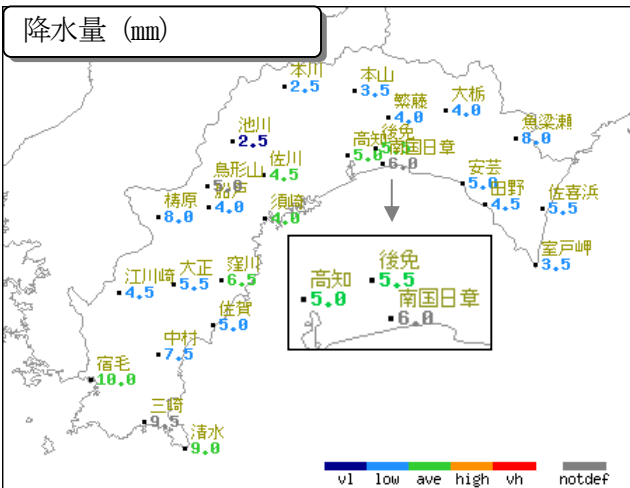 降水量 (mm)
本川
2.5
本山
3.5
繁藤
4.0
大栃
4.0
魚梁瀬
8.0
池川
2.5
高知
5.0
後免
5.5
南国日章
6.0
佐川
4.5
鳥形山
5.0
4.0
安芸
5.0
田野
4.5
佐喜浜
5.5
梼原
8.0
須崎
4.0
室戸岬
3.5
後免
5.5
高知
5.0
南国日章
6.0
江川崎
4.5
大正
5.5
窪川
6.5
佐賀
5.0
中村
7.5
宿毛
10.0
三崎
9.5
清水
9.0
vl low ave high vh notdef